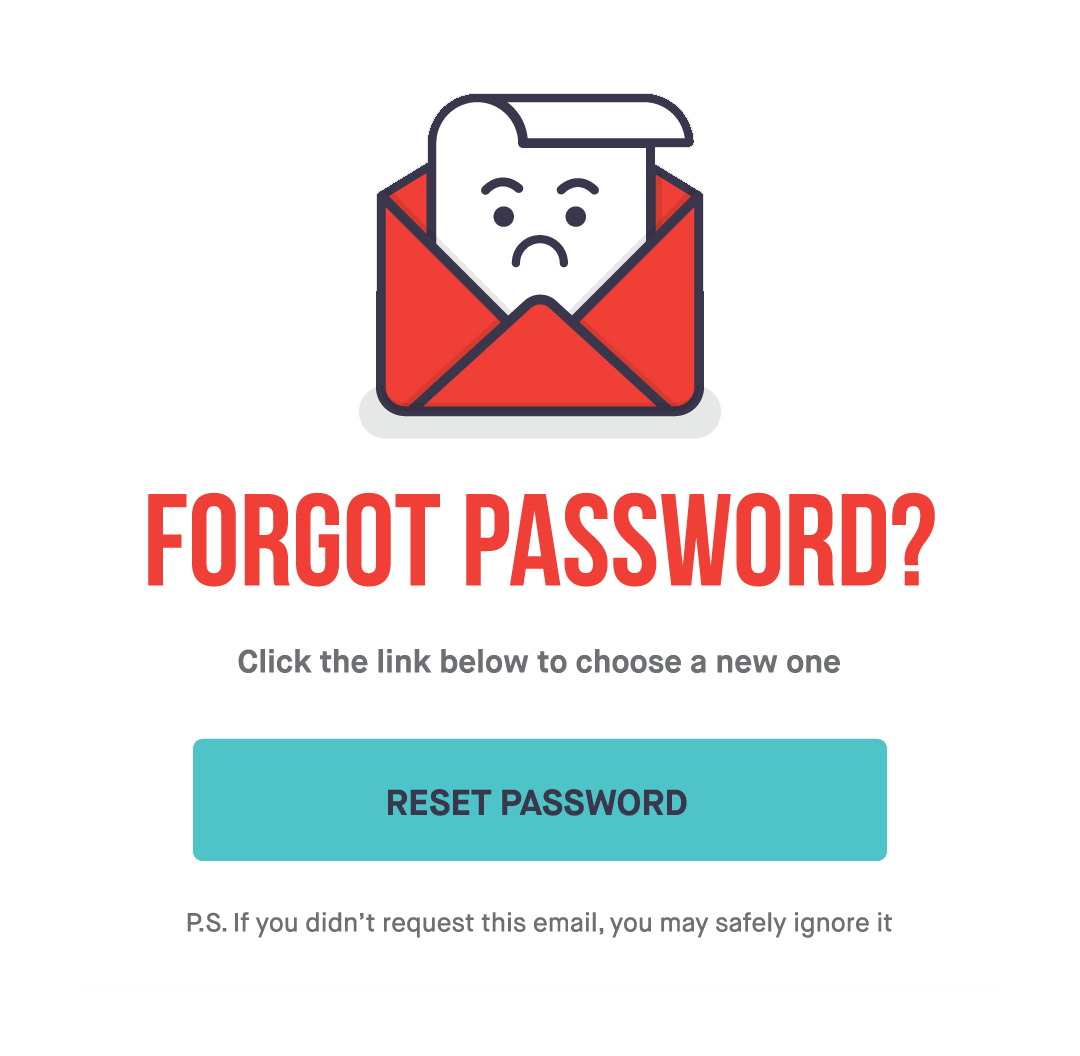 FORGOT PASSWORD?
Click the link below to choose a new one
RESET PASSWORD
P.S. If you didn’t request this email, you may safely ignore it